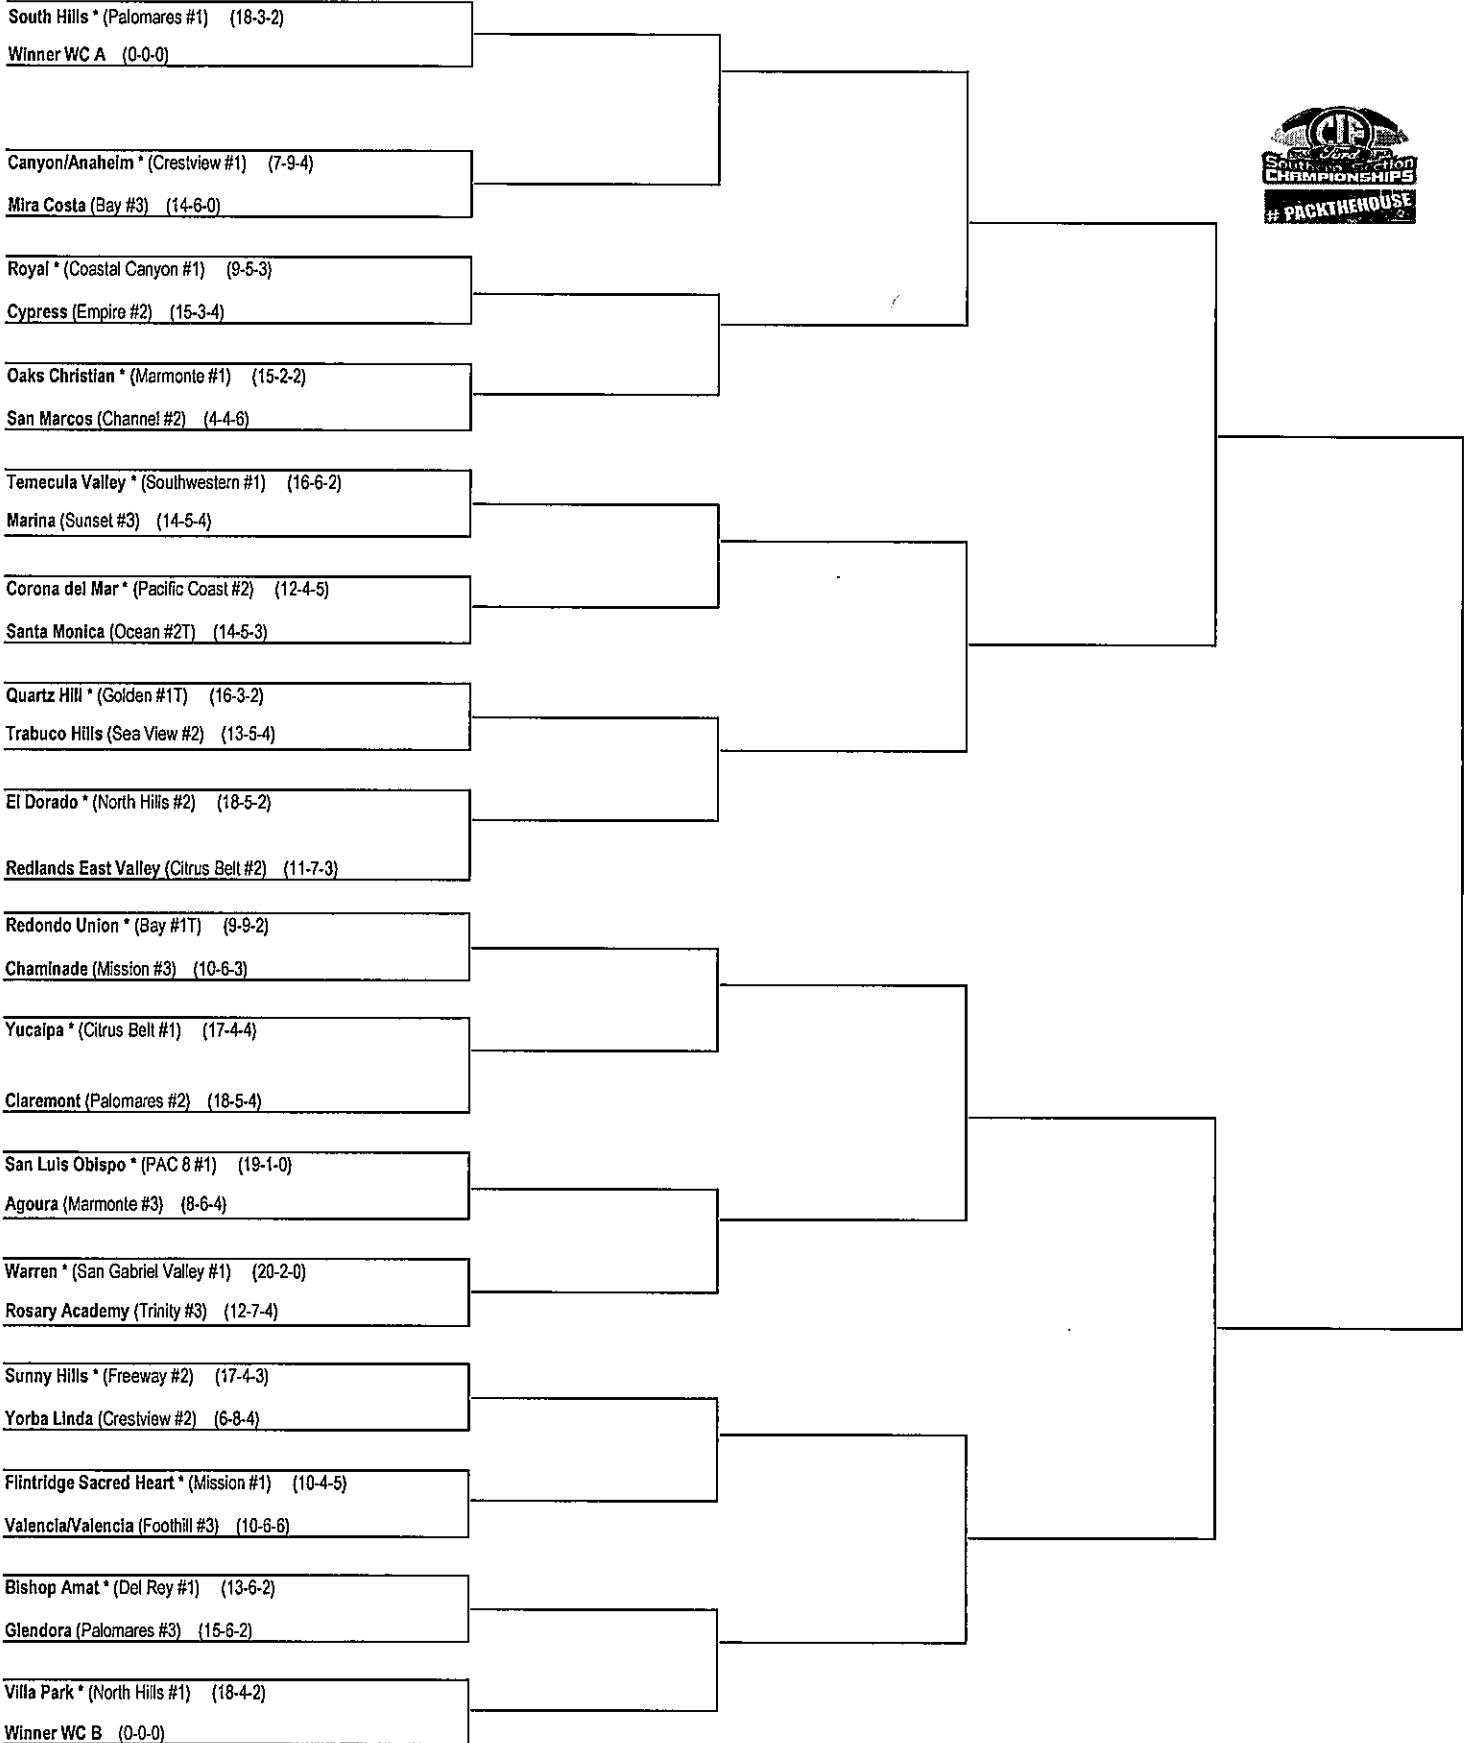 South Hills * (Palomares #1) (18-3-2)
Winner WC A (0-0-0)
Canyon/Anaheim * (Crestview #1) (7-9-4)
Mira Costa (Bay #3) (14-6-0)
Royal * (Coastal Canyon #1) (9-5-3)
Cypress (Empire #2) (15-3-4)
Oaks Christian * (Marmonte #1) (15-2-2)
San Marcos (Channel #2) (4-4-6)
Temecula Valley * (Southwestern #1) (16-6-2)
Marina (Sunset #3) (14-5-4)
Corona del Mar * (Pacific Coast #2) (12-4-5)
Santa Monica (Ocean #2T) (14-5-3)
Quartz Hill * (Golden #1T) (16-3-2)
Trabuco Hills (Sea View #2) (13-5-4)
El Dorado * (North Hills #2) (18-5-2)
Redlands East Valley (Citrus Belt #2) (11-7-3)
Redondo Union * (Bay #1T) (9-9-2)
Chaminade (Mission #3) (10-6-3)
Yucaipa * (Citrus Belt #1) (17-4-4)
Claremont (Palomares #2) (18-5-4)
San Luis Obispo * (PAC 8 #1) (19-1-0)
Agoura (Marmonte #3) (8-6-4)
Warren * (San Gabriel Valley #1) (20-2-0)
Rosary Academy (Trinity #3) (12-7-4)
Sunny Hills * (Freeway #2) (17-4-3)
Yorba Linda (Crestview #2) (6-8-4)
Flintridge Sacred Heart * (Mission #1) (10-4-5)
Valencia/Valencia (Foothill #3) (10-6-6)
Bishop Amat * (Del Rey #1) (13-6-2)
Glendora (Palomares #3) (15-6-2)
Villa Park * (North Hills #1) (18-4-2)
Winner WC B (0-0-0)
CIF
Ford
Southern Section
CHAMPIONSHIPS
# PACKTHEHOUSE